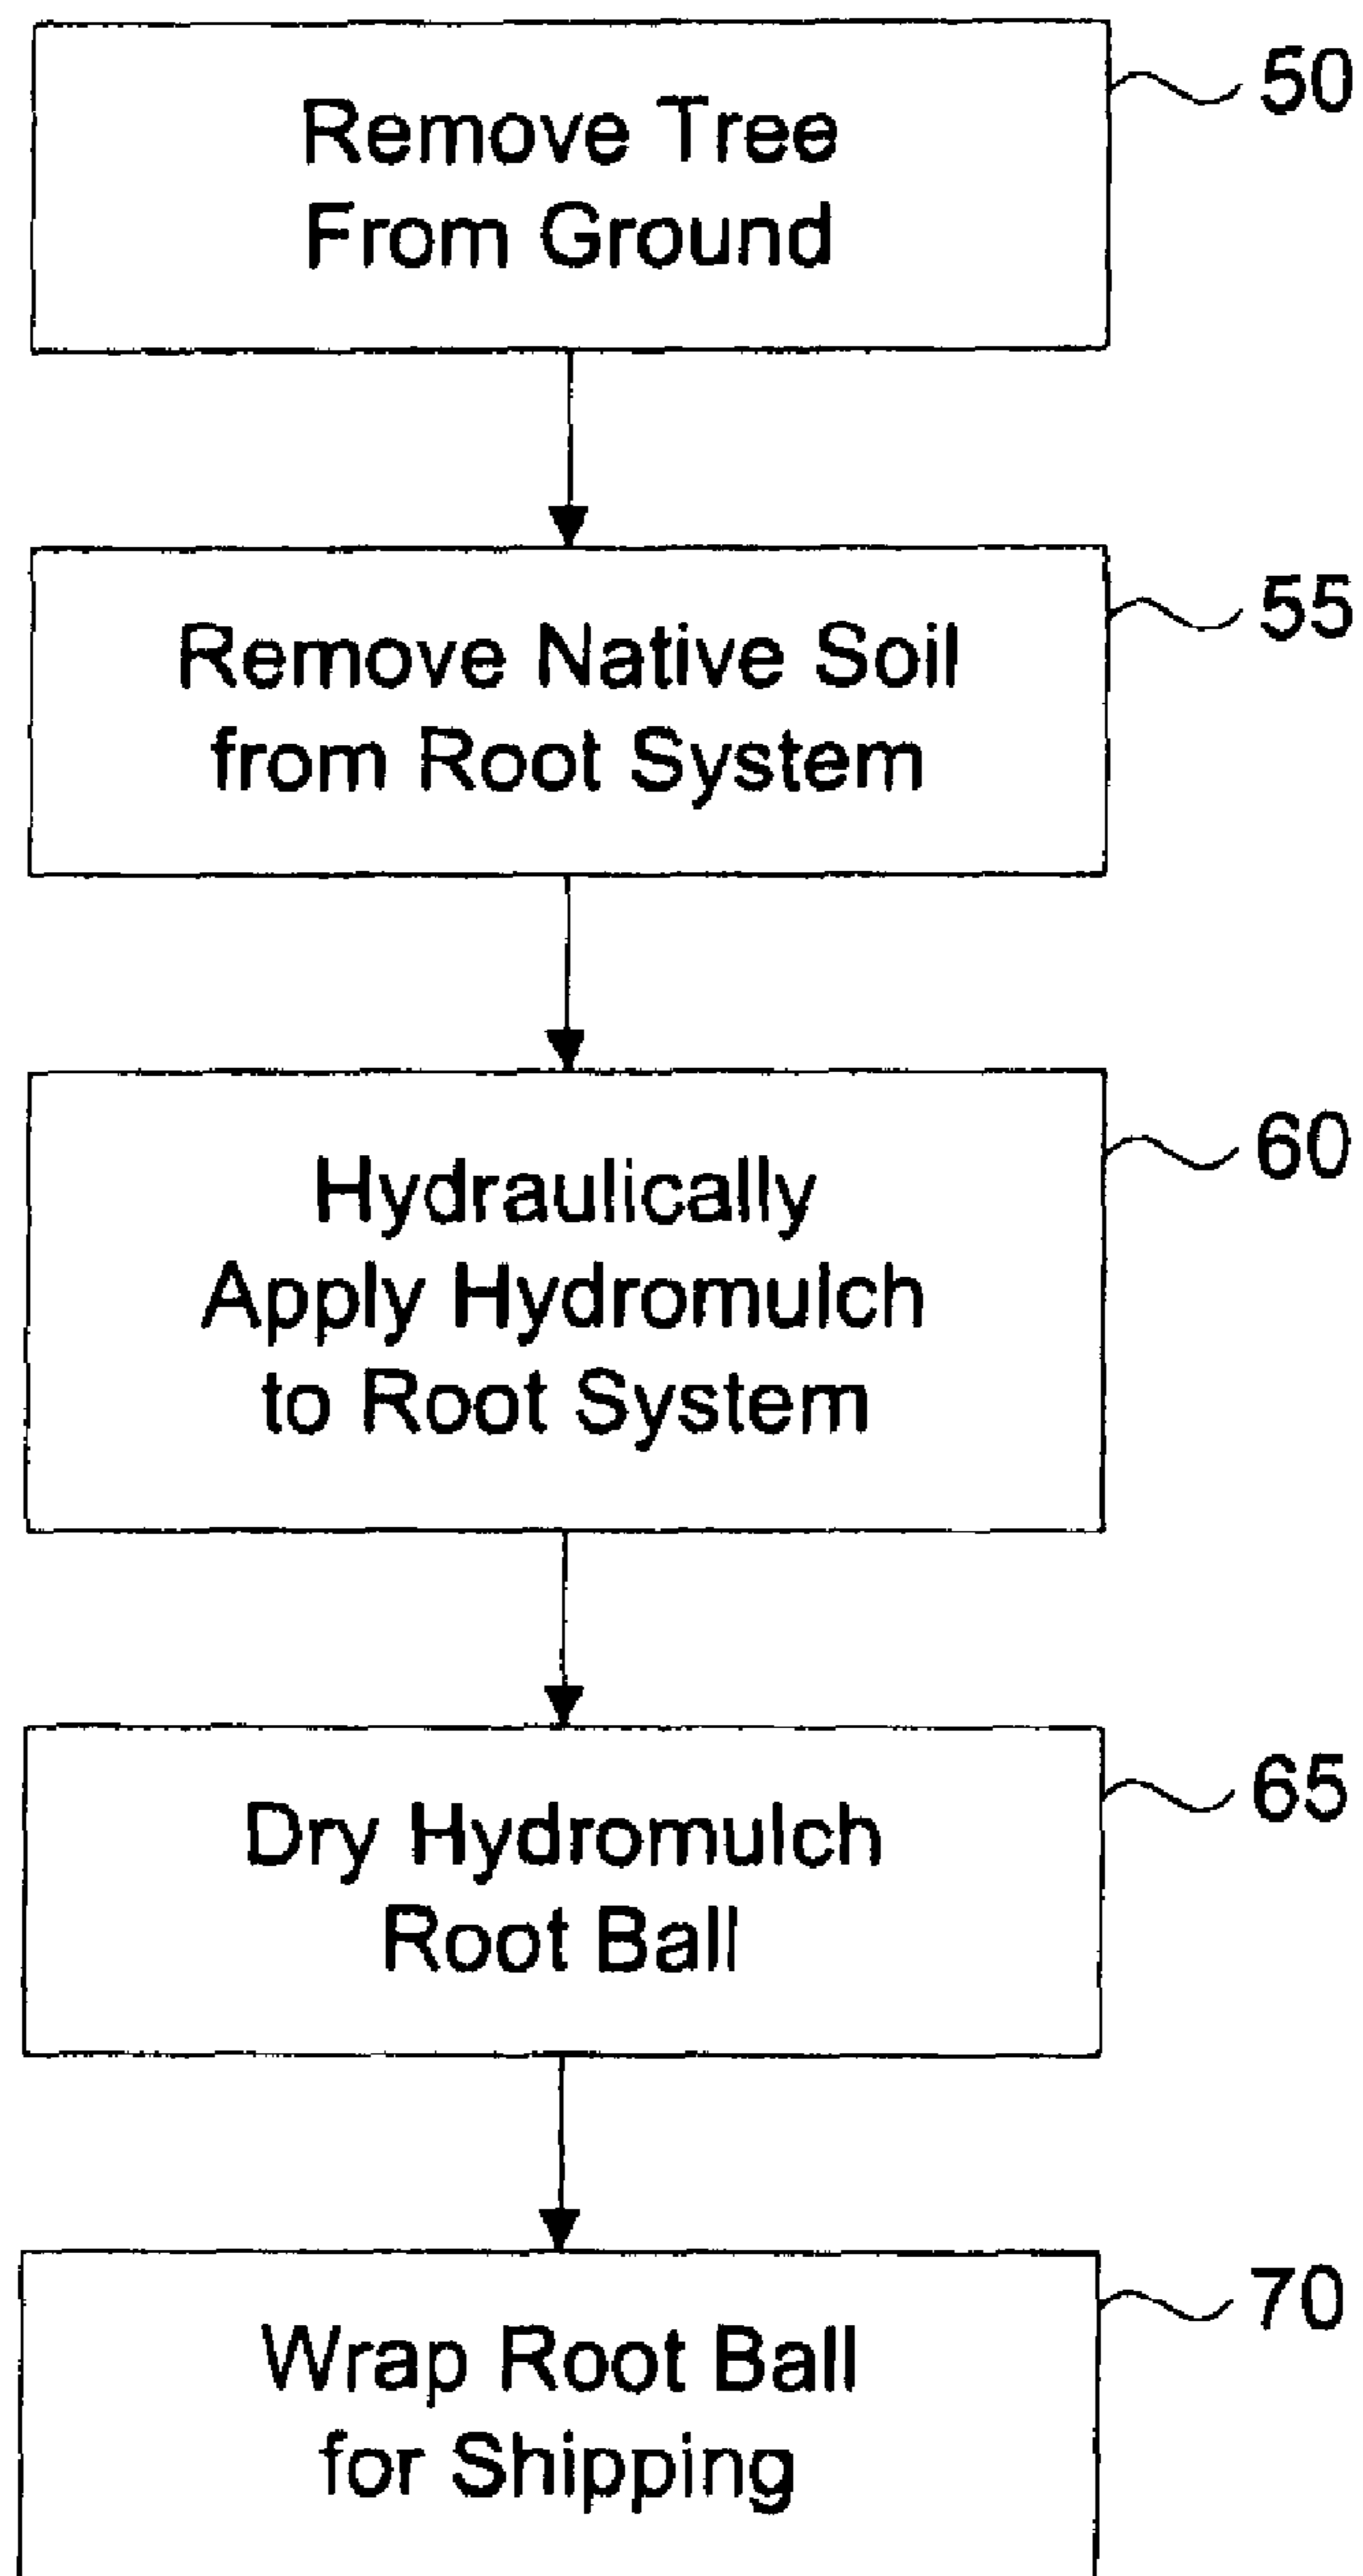 Remove Tree
From Ground
50
Remove Native Soil
from Root System
55
Hydraulically
Apply Hydromulch
to Root System
60
Dry Hydromulch
Root Ball
65
Wrap Root Ball
for Shipping
70